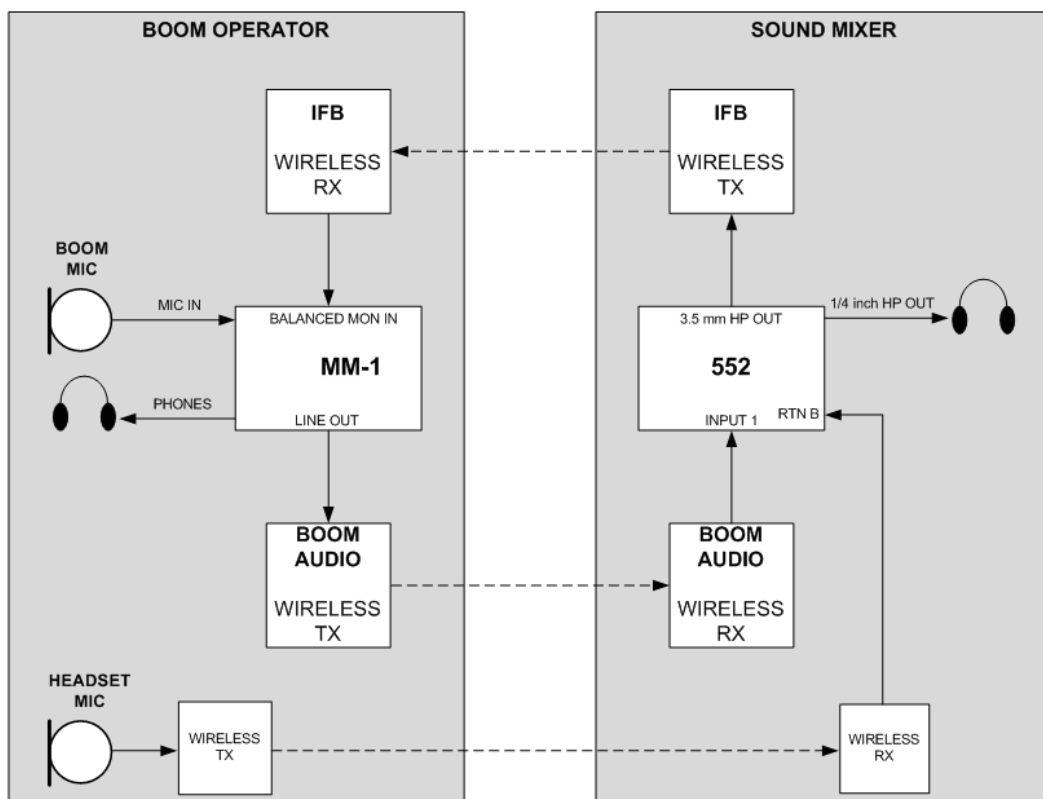 BOOM OPERATOR
IFB
WIRELESS
RX
BOOM
MIC
MIC IN
BALANCED MON IN
MM-1
PHONES
LINE OUT
BOOM
AUDIO
WIRELESS
TX
HEADSET
MIC
WIRELESS
TX
SOUND MIXER
IFB
WIRELESS
TX
3.5 mm HP OUT
1/4 inch HP OUT
552
INPUT 1
RTN B
BOOM
AUDIO
WIRELESS
RX
WIRELESS
RX